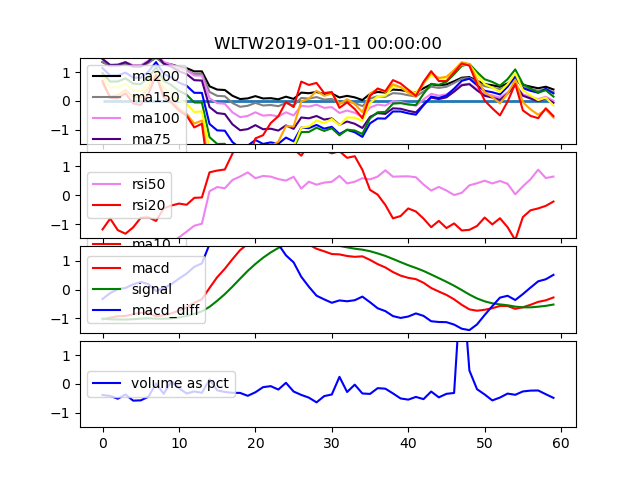 WLTW2019-01-11 00:00:00
1
0
−1
ma200
ma150
ma100
ma75
1
0
−1
rsi50
rsi20
ma10
1
0
−1
macd
signal
macd_diff
1
0
−1
volume as pct
0 10 20 30 40 50 60